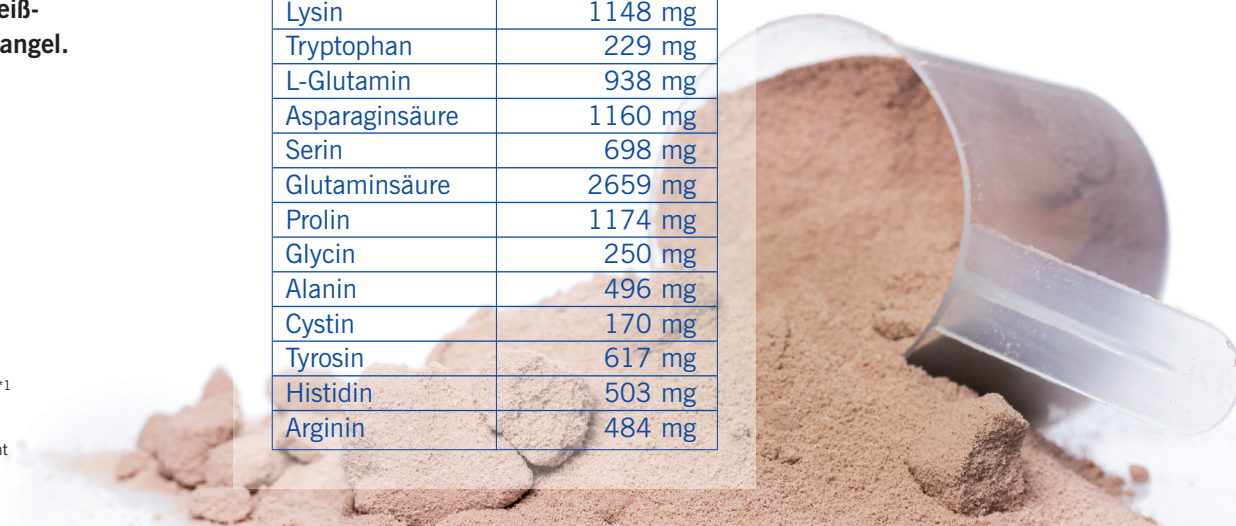 eiß-
angel.
*1
nt
Lysin 1148 mg
Tryptophan 229 mg
L-Glutamin 938 mg
Asparaginsäure 1160 mg
Serin 698 mg
Glutaminsäure 2659 mg
Prolin 1174 mg
Glycin 250 mg
Alanin 496 mg
Cystin 170 mg
Tyrosin 617 mg
Histidin 503 mg
Arginin 484 mg